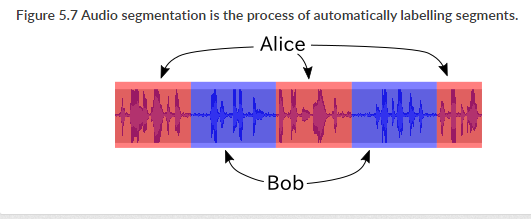 Figure 5.7 Audio segmentation is the process of automatically labelling segments.
Alice
Bob